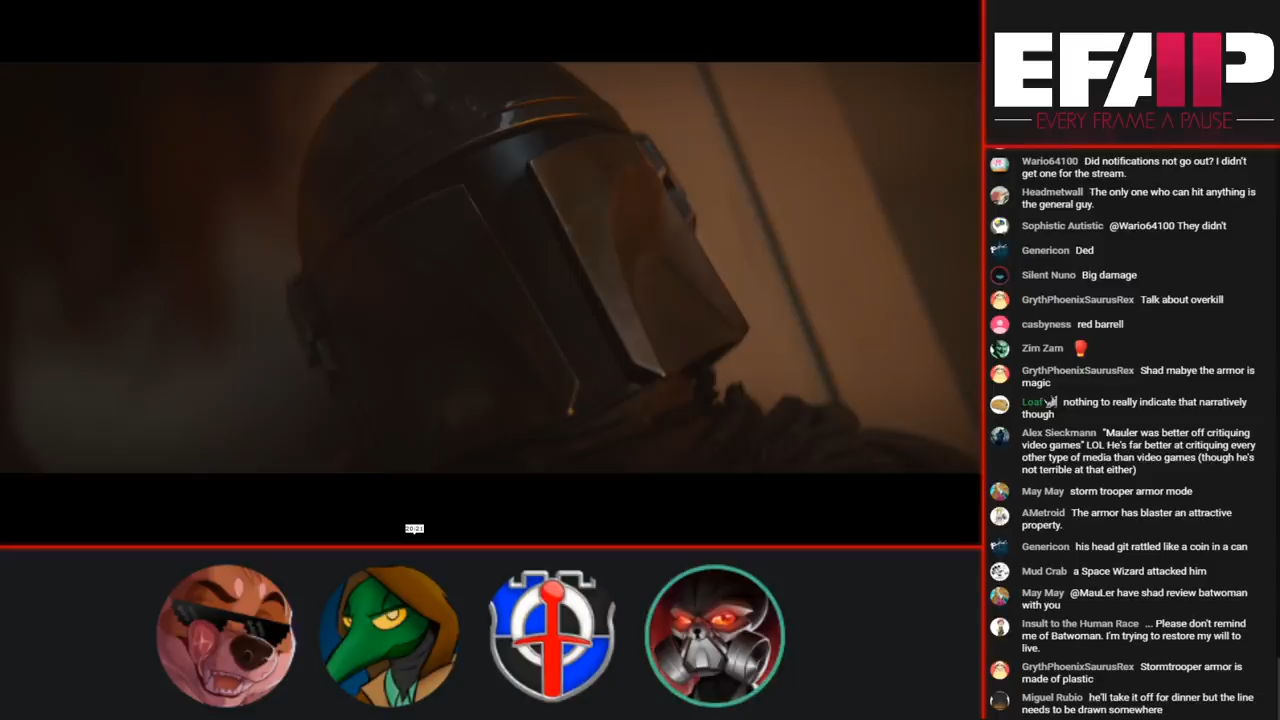 EFAP
EVERY FRAME A PAUSE
Wario64100 Did notifications not go out? I didn't
get one for the stream.
Headmetwall The only one who can hit anything is
the general guy.
Sophistic Autistic @Wario64100 They didn't
Genericon Ded
Silent Nuno Big damage
GrythPhoenixSaurusRex Talk about overkill
casbyness red barrell
Zim Zam
GrythPhoenixSaurusRex Shad mabye the armor is
magic
Loaf nothing to really indicate that narratively
though
Alex Sieckmann "Mauler was better off critiquing
video games" LOL He's far better at critiquing every
other type of media than video games (though he's
not terrible at that either)
May May storm trooper armor mode
AMetroid The armor has blaster an attractive
property.
Genericon his head git rattled like a coin in a can
Mud Crab a Space Wizard attacked him
May May @MauLer have shad review batwoman
with you
Insult to the Human Race ... Please don't remind
me of Batwoman. I'm trying to restore my will to
live.
GrythPhoenixSaurusRex Stormtrooper armor is
made of plastic
Miguel Rubio he'll take it off for dinner but the line
needs to be drawn somewhere
20:21